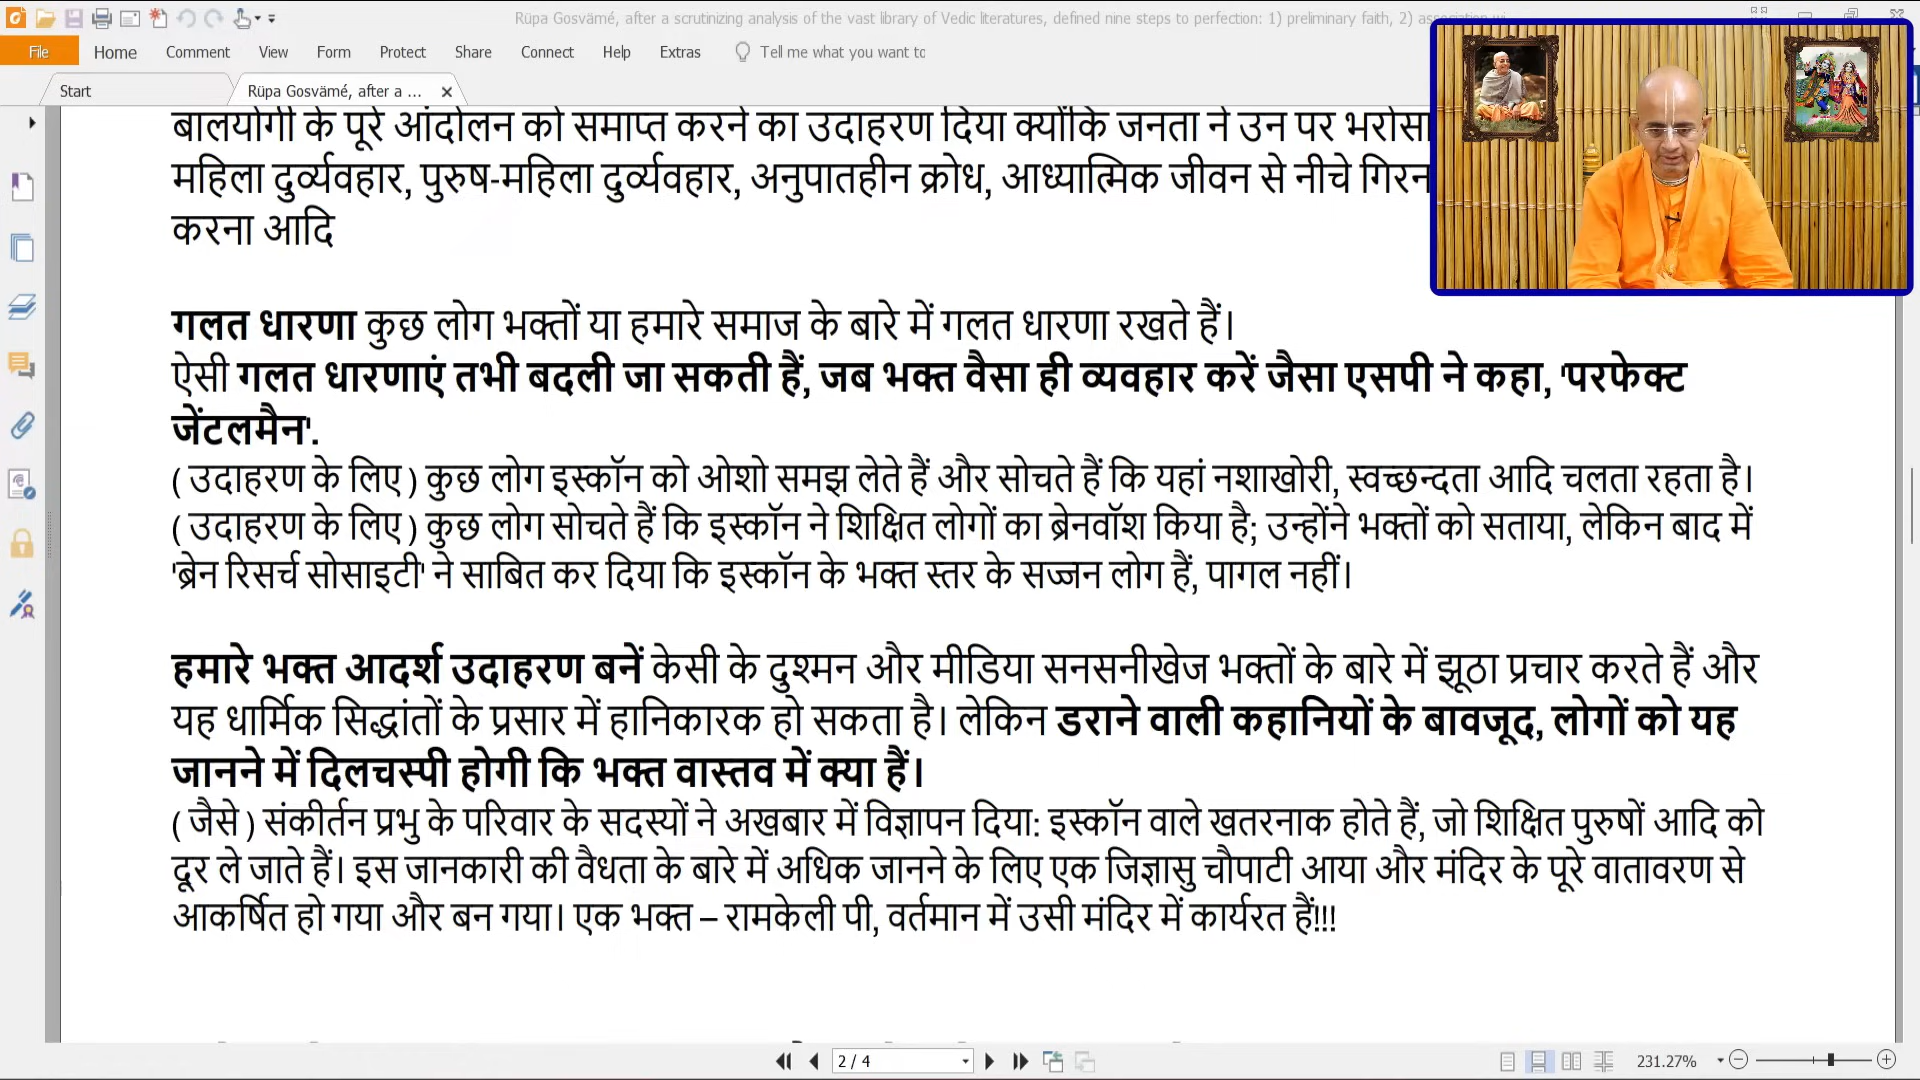 Rüpa Gosvämé, after a scrutinizing analysis of the vast library of Vedic literatures, defined nine steps to perfection: 1) preliminary faith, 2)
File Home Comment View Form Protect Share Connect Help Extras Tell me what you want to
Start Rüpa Gosvämé, after a ...
बालयोगी के पूरे आंदोलन को समाप्त करने का उदाहरण दिया क्योंकि जनता ने उन पर भरोसा
महिला दुर्व्यवहार, पुरुष-महिला दुर्व्यवहार, अनुपातहीन क्रोध, आध्यात्मिक जीवन से नीचे
करना आदि
गलत धारणा कुछ लोग भक्तों या हमारे समाज के बारे में गलत धारणा रखते हैं।
ऐसी गलत धारणाएं तभी बदली जा सकती हैं, जब भक्त वैसा ही व्यवहार करें जैसा एसपी ने कहा, 'परफेक्ट
जेंटलमैन'.
( उदाहरण के लिए ) कुछ लोग इस्कॉन को ओशो समझ लेते हैं और सोचते हैं कि यहां नशाखोरी, स्वच्छन्दता आदि चलता रहता है।
( उदाहरण के लिए ) कुछ लोग सोचते हैं कि इस्कॉन ने शिक्षित लोगों का ब्रेनवॉश किया है; उन्होंने भक्तों को सताया, लेकिन बाद में
'ब्रेन रिसर्च सोसाइटी' ने साबित कर दिया कि इस्कॉन के भक्त स्तर के सज्जन लोग हैं, पागल नहीं।
हमारे भक्त आदर्श उदाहरण बनें केसी के दुश्मन और मीडिया सनसनीखेज भक्तों के बारे में झूठा प्रचार करते हैं और
यह धार्मिक सिद्धांतों के प्रसार में हानिकारक हो सकता है। लेकिन डराने वाली कहानियों के बावजूद, लोगों को यह
जानने में दिलचस्पी होगी कि भक्त वास्तव में क्या हैं।
( जैसे ) संकीर्तन प्रभु के परिवार के सदस्यों ने अखबार में विज्ञापन दिया: इस्कॉन वाले खतरनाक होते हैं, जो शिक्षित पुरुषों आदि को
दूर ले जाते हैं। इस जानकारी की वैधता के बारे में अधिक जानने के लिए एक जिज्ञासु चौपाटी आया और मंदिर के पूरे वातावरण से
आकर्षित हो गया और बन गया। एक भक्त – रामकेली पी, वर्तमान में उसी मंदिर में कार्यरत हैं!!!
2 / 4 231.27%